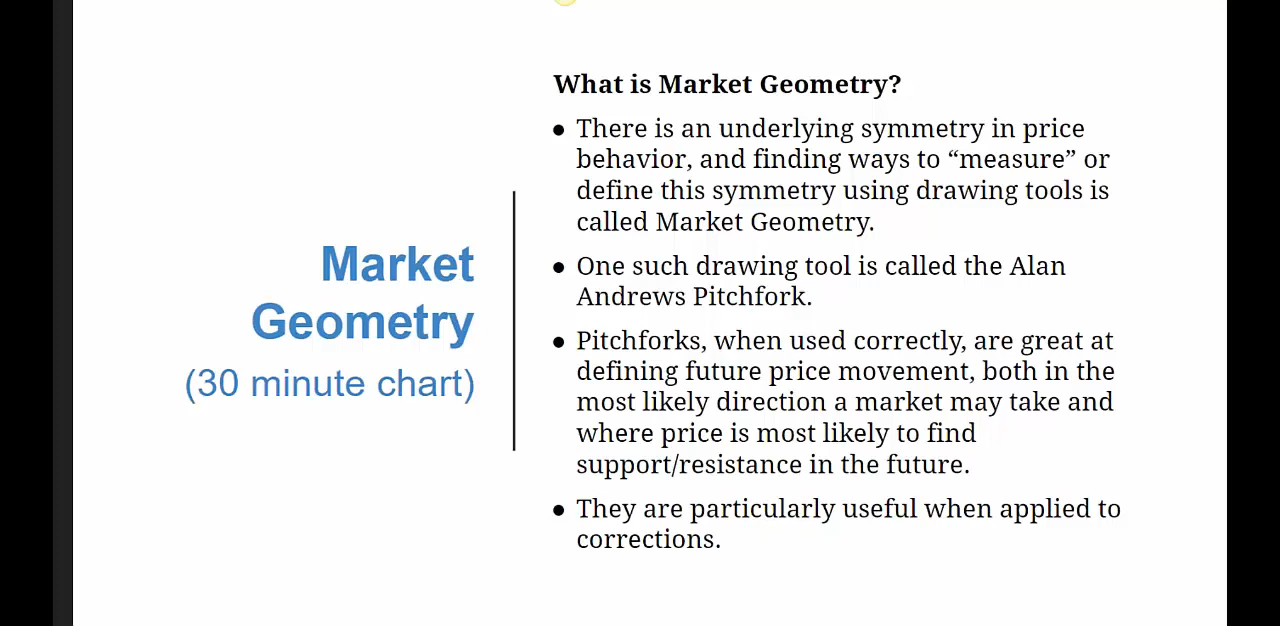 Market
Geometry
(30 minute chart)
What is Market Geometry?
● There is an underlying symmetry in price
behavior, and finding ways to “measure” or
define this symmetry using drawing tools is
called Market Geometry.
● One such drawing tool is called the Alan
Andrews Pitchfork.
● Pitchforks, when used correctly, are great at
defining future price movement, both in the
most likely direction a market may take and
where price is most likely to find
support/resistance in the future.
● They are particularly useful when applied to
corrections.